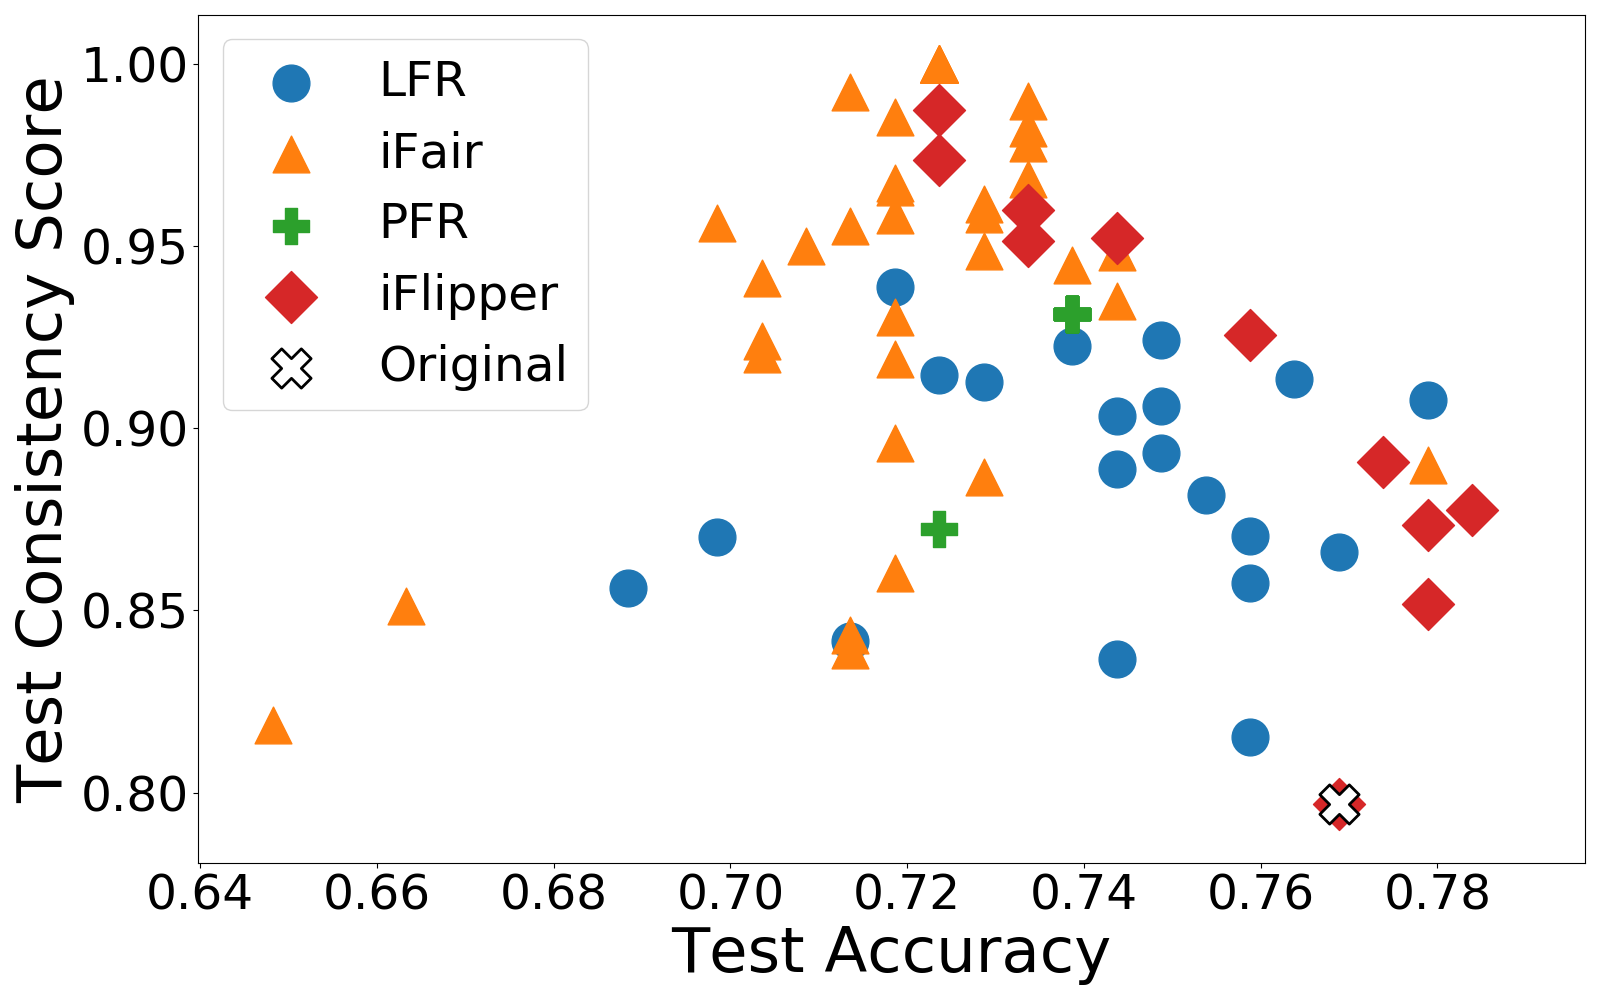 Test Consistency Score
1.00
0.95
0.90
0.85
0.80
LFR
iFair
PFR
iFlipper
Original
0.64 0.66 0.68 0.70 0.72 0.74 0.76 0.78
Test Accuracy